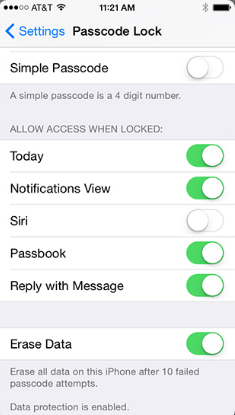 AT&T 11:21 AM
Settings Passcode Lock
Simple Passcode
A simple passcode is a 4 digit number.
ALLOW ACCESS WHEN LOCKED:
Today
Notifications View
Siri
Passbook
Reply with Message
Erase Data
Erase all data on this iPhone after 10 failed
passcode attempts.
Data protection is enabled.